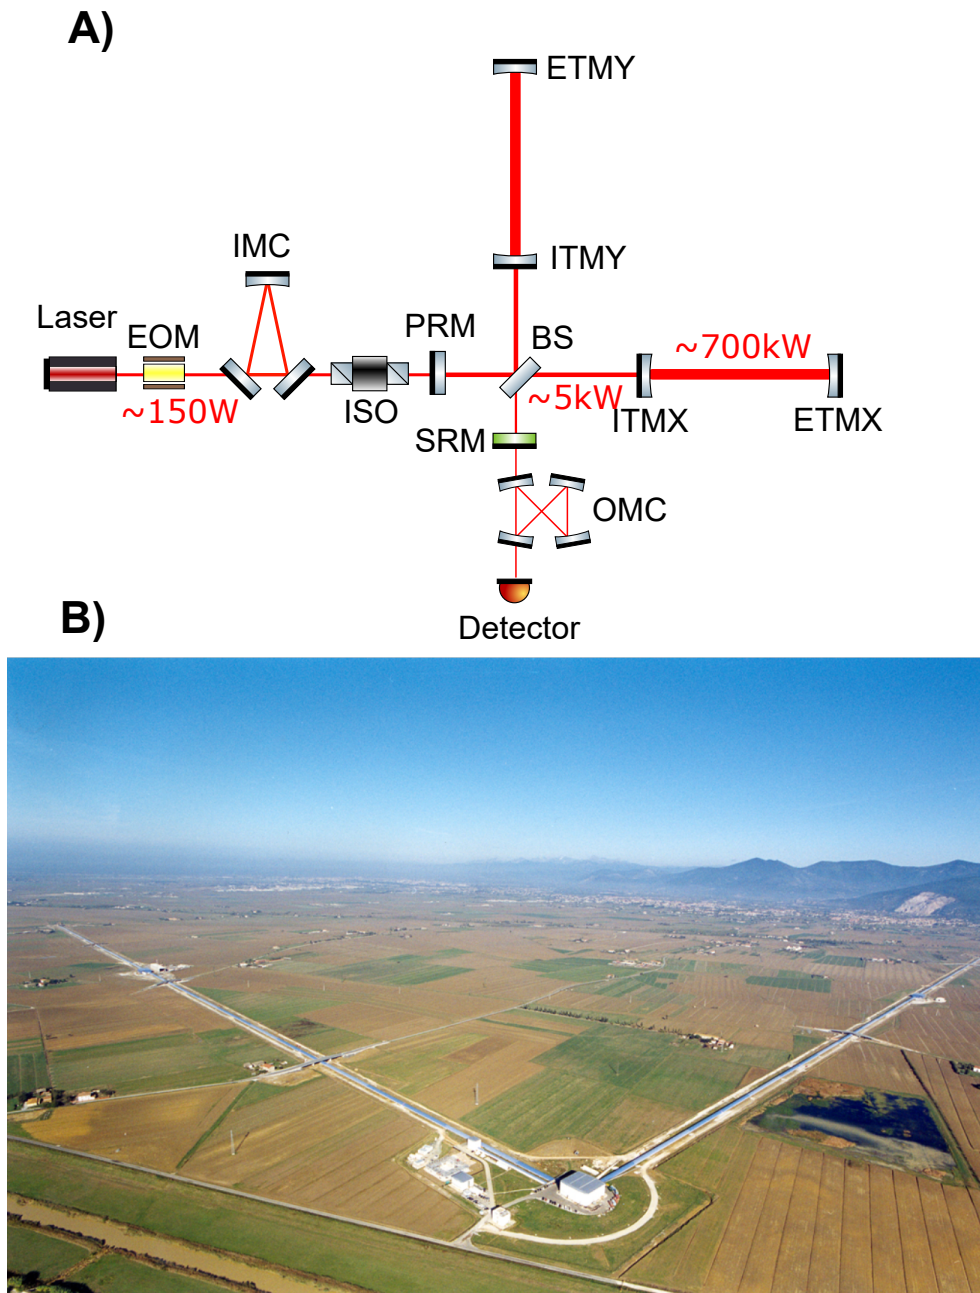 A)
ETMY
IMC
ITMY
Laser
EOM
PRM
BS
~700kW
~150W
ISO
~5kW
ITMX
ETMX
SRM
OMC
Detector
B)